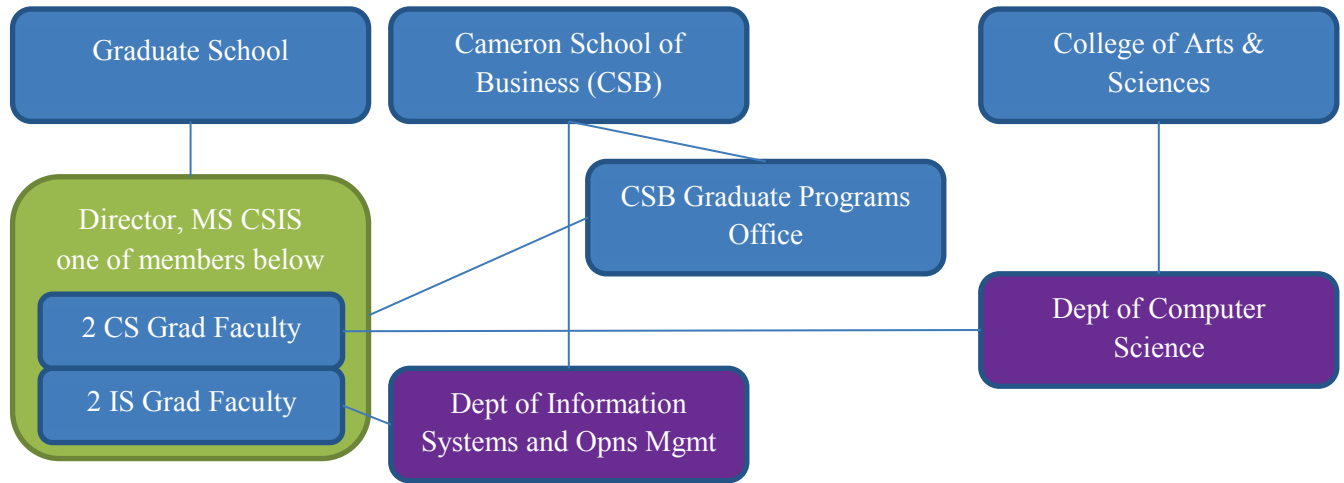 Graduate School
Cameron School of
Business (CSB)
College of Arts &
Sciences
CSB Graduate Programs
Office
Director, MS CSIS
one of members below
2 CS Grad Faculty
2 IS Grad Faculty
Dept of Computer
Science
Dept of Information
Systems and Opns Mgmt